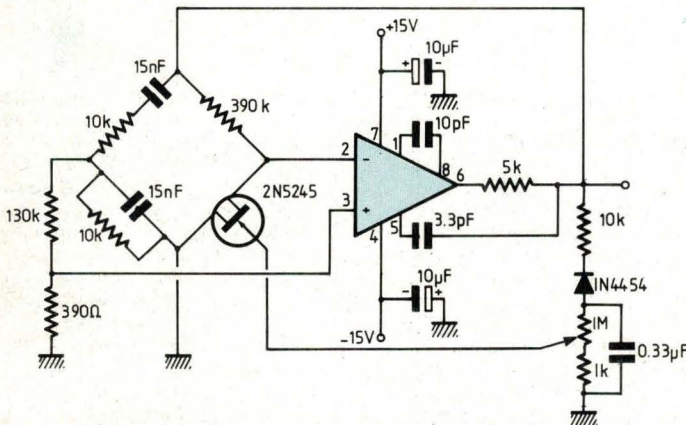 +15V
10µF
+
-
15nF
390k
10k
10pF
7
1
2
-
8
6
5k
2N5245
15nF
130k
3
+
5
10k
10k
3.3pF
4
IN4454
390Ω
10µF
-
+
1M
-15V
0.33µF
1k